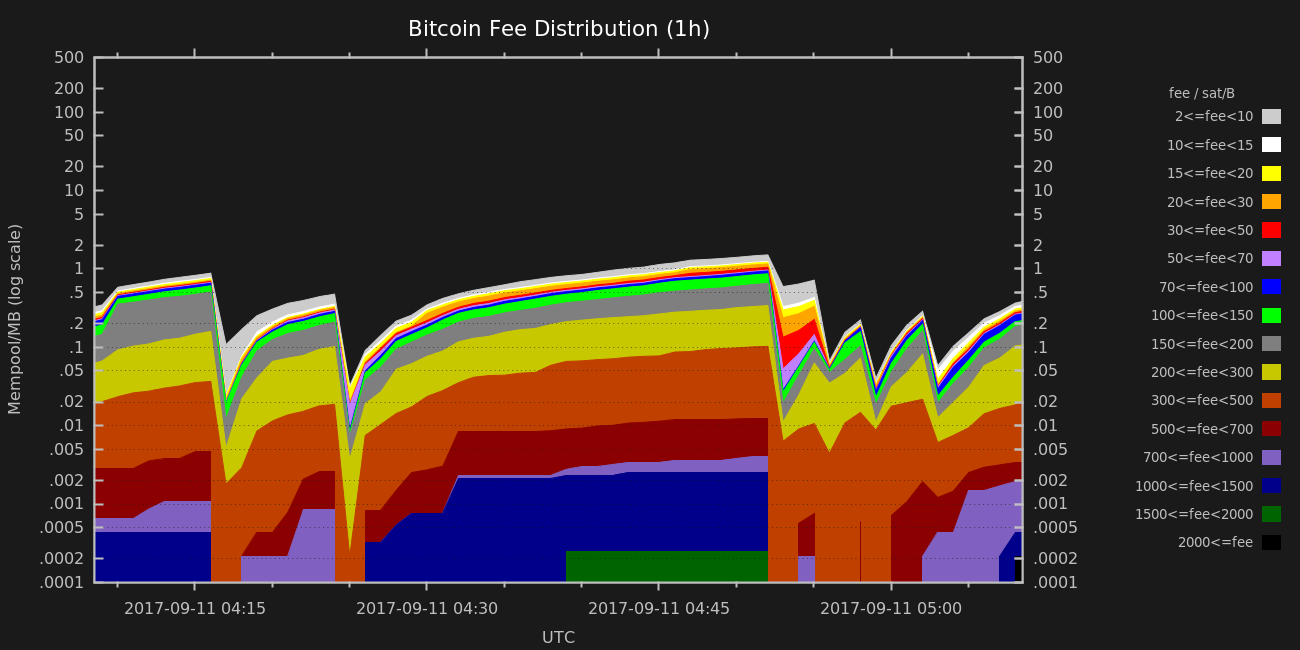 Bitcoin Fee Distribution (1h)
Mempool/MB (log scale)
500
200
100
50
20
10
5
2
1
.5
.2
.1
.05
.02
.01
.005
.002
.001
.0005
.0002
.0001
500
200
100
50
20
10
5
2
1
.5
.2
.1
.05
.02
.01
.005
.002
.001
.0005
.0002
.0001
2017-09-11 04:15
2017-09-11 04:30
2017-09-11 04:45
2017-09-11 05:00
UTC
fee / sat/B
2<=fee<10
10<=fee<15
15<=fee<20
20<=fee<30
30<=fee<50
50<=fee<70
70<=fee<100
100<=fee<150
150<=fee<200
200<=fee<300
300<=fee<500
500<=fee<700
700<=fee<1000
1000<=fee<1500
1500<=fee<2000
2000<=fee